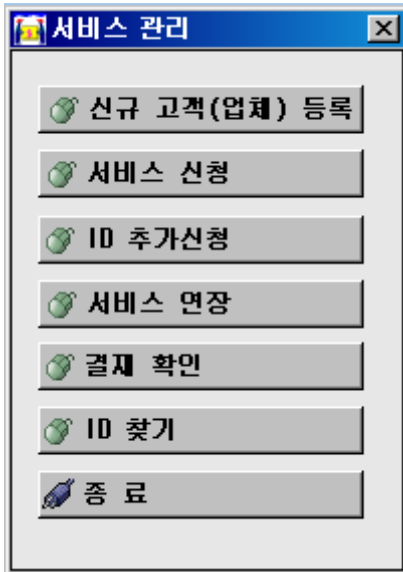 서비스 관리
신규 고객(업체) 등록
서비스 신청
ID 추가신청
서비스 연장
결재 확인
ID 찾기
종 료